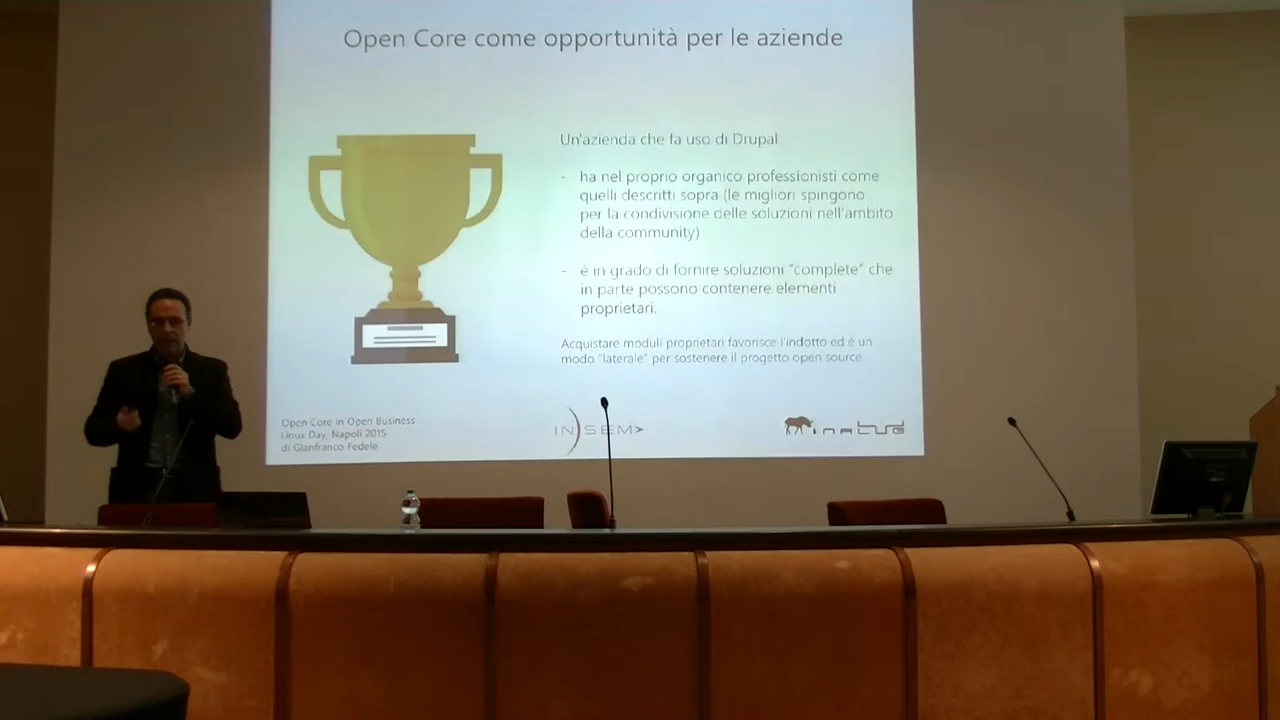 Open Core come opportunità per le aziende
Un'azienda che fa uso di Drupal
- ha nel proprio organico professionisti come
quelli descritti sopra (le migliori spingono
per la condivisione delle soluzioni nell'ambito
della community)
- è in grado di fornire soluzioni "complete" che
in parte possono contenere elementi
proprietari.
Acquistare moduli proprietari favorisce l'indotto ed è un
modo "laterale" per sostenere il progetto open source.
Open Core in Open Business
Linux Day, Napoli 2015
di Gianfranco Fedele
IN SEM